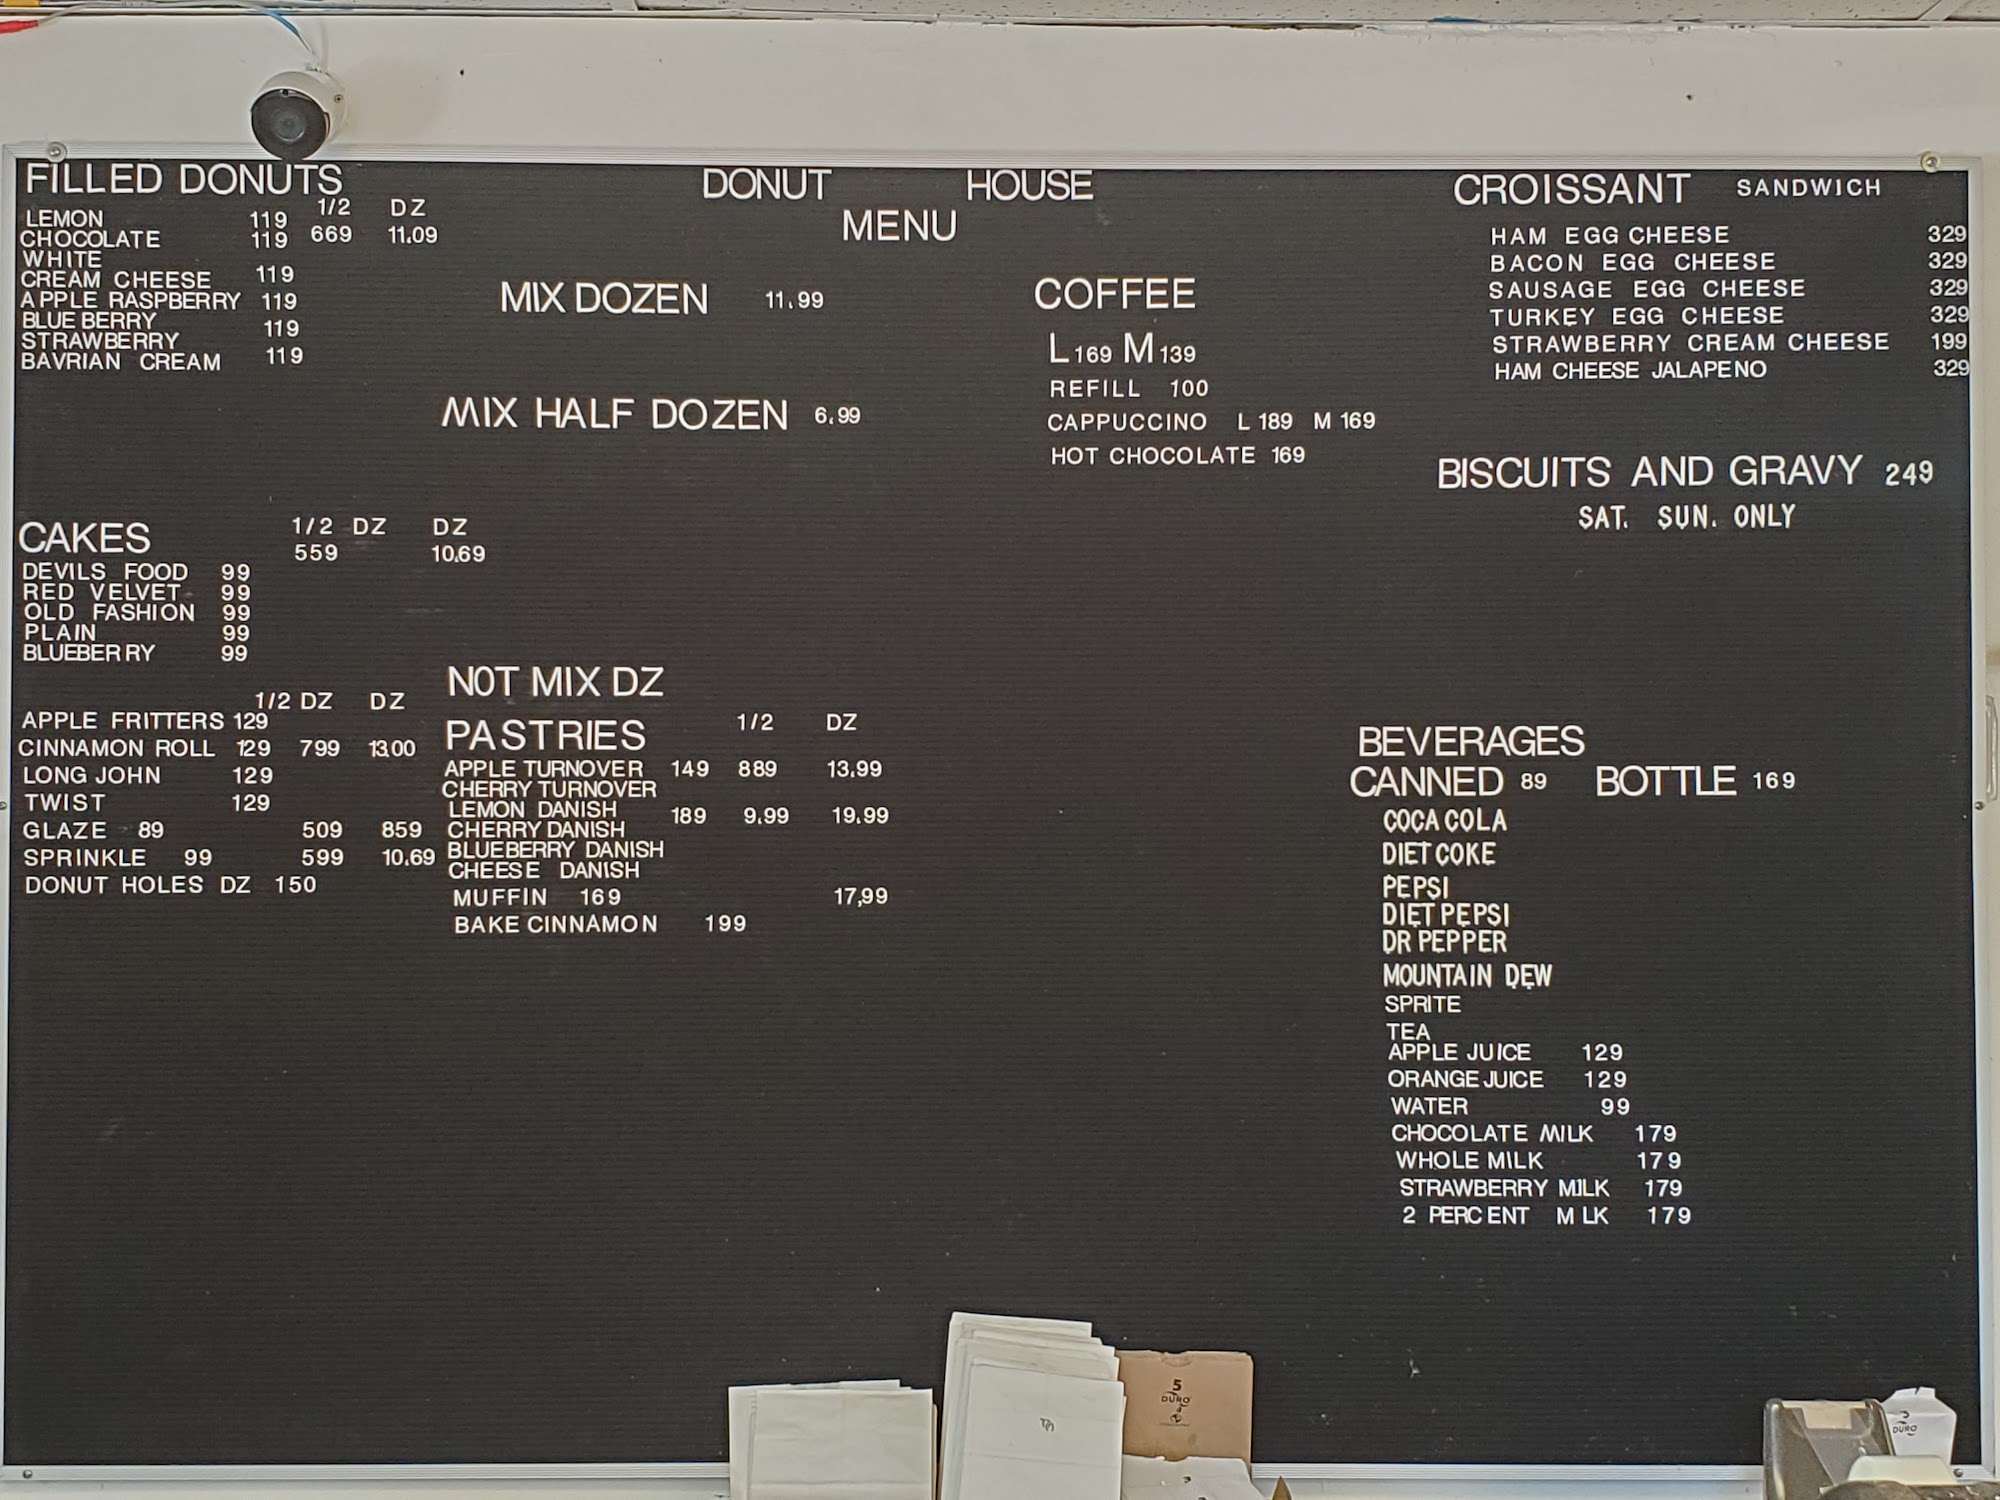 DONUT HOUSE
MENU
FILLED DONUTS
1/2 DZ
LEMON 119
CHOCOLATE 119 669 11.09
WHITE
CREAM CHEESE 119
APPLE RASPBERRY 119
BLUE BERRY 119
STRAWBERRY
BAVRIAN CREAM 119
MIX DOZEN 11.99
MIX HALF DOZEN 6.99
CAKES 1/2 DZ DZ
559 10.69
DEVILS FOOD 99
RED VELVET 99
OLD FASHION 99
PLAIN 99
BLUEBERRY 99
1/2 DZ DZ
APPLE FRITTERS 129
CINNAMON ROLL 129 799 13.00
LONG JOHN 129
TWIST 129
GLAZE 89 509 859
SPRINKLE 99 599 10.69
DONUT HOLES DZ 150
NOT MIX DZ
PASTRIES 1/2 DZ
APPLE TURNOVER 149 889 13.99
CHERRY TURNOVER
LEMON DANISH 189 9.99 19.99
CHERRY DANISH
BLUEBERRY DANISH
CHEESE DANISH
MUFFIN 169 17,99
BAKE CINNAMON 199
COFFEE
L 169 M 139
REFILL 100
CAPPUCCINO L 189 M 169
HOT CHOCOLATE 169
CROISSANT SANDWICH
HAM EGG CHEESE 329
BACON EGG CHEESE 329
SAUSAGE EGG CHEESE 329
TURKEY EGG CHEESE 329
STRAWBERRY CREAM CHEESE 199
HAM CHEESE JALAPENO 329
BISCUITS AND GRAVY 249
SAT. SUN. ONLY
BEVERAGES
CANNED 89 BOTTLE 169
COCA COLA
DIET COKE
PEPSI
DIET PEPSI
DR PEPPER
MOUNTAIN DEW
SPRITE
TEA
APPLE JUICE 129
ORANGE JUICE 129
WATER 99
CHOCOLATE MILK 179
WHOLE MILK 179
STRAWBERRY MILK 179
2 PERCENT M LK 179
5
DURO
DURO